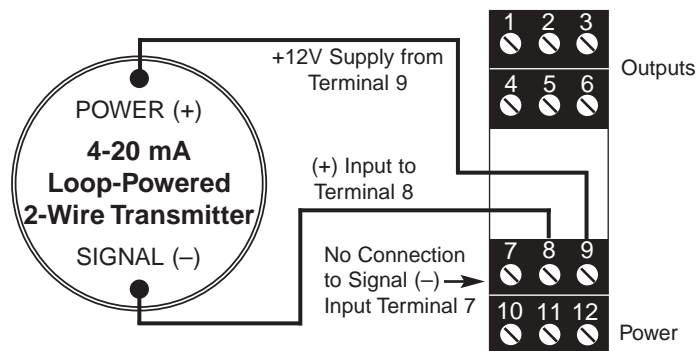 1 2 3
+12V Supply from
Terminal 9
Outputs
4 5 6
POWER (+)
4-20 mA
Loop-Powered
2-Wire Transmitter
SIGNAL (–)
(+) Input to
Terminal 8
No Connection
to Signal (–)
Input Terminal 7
7 8 9
10 11 12
Power